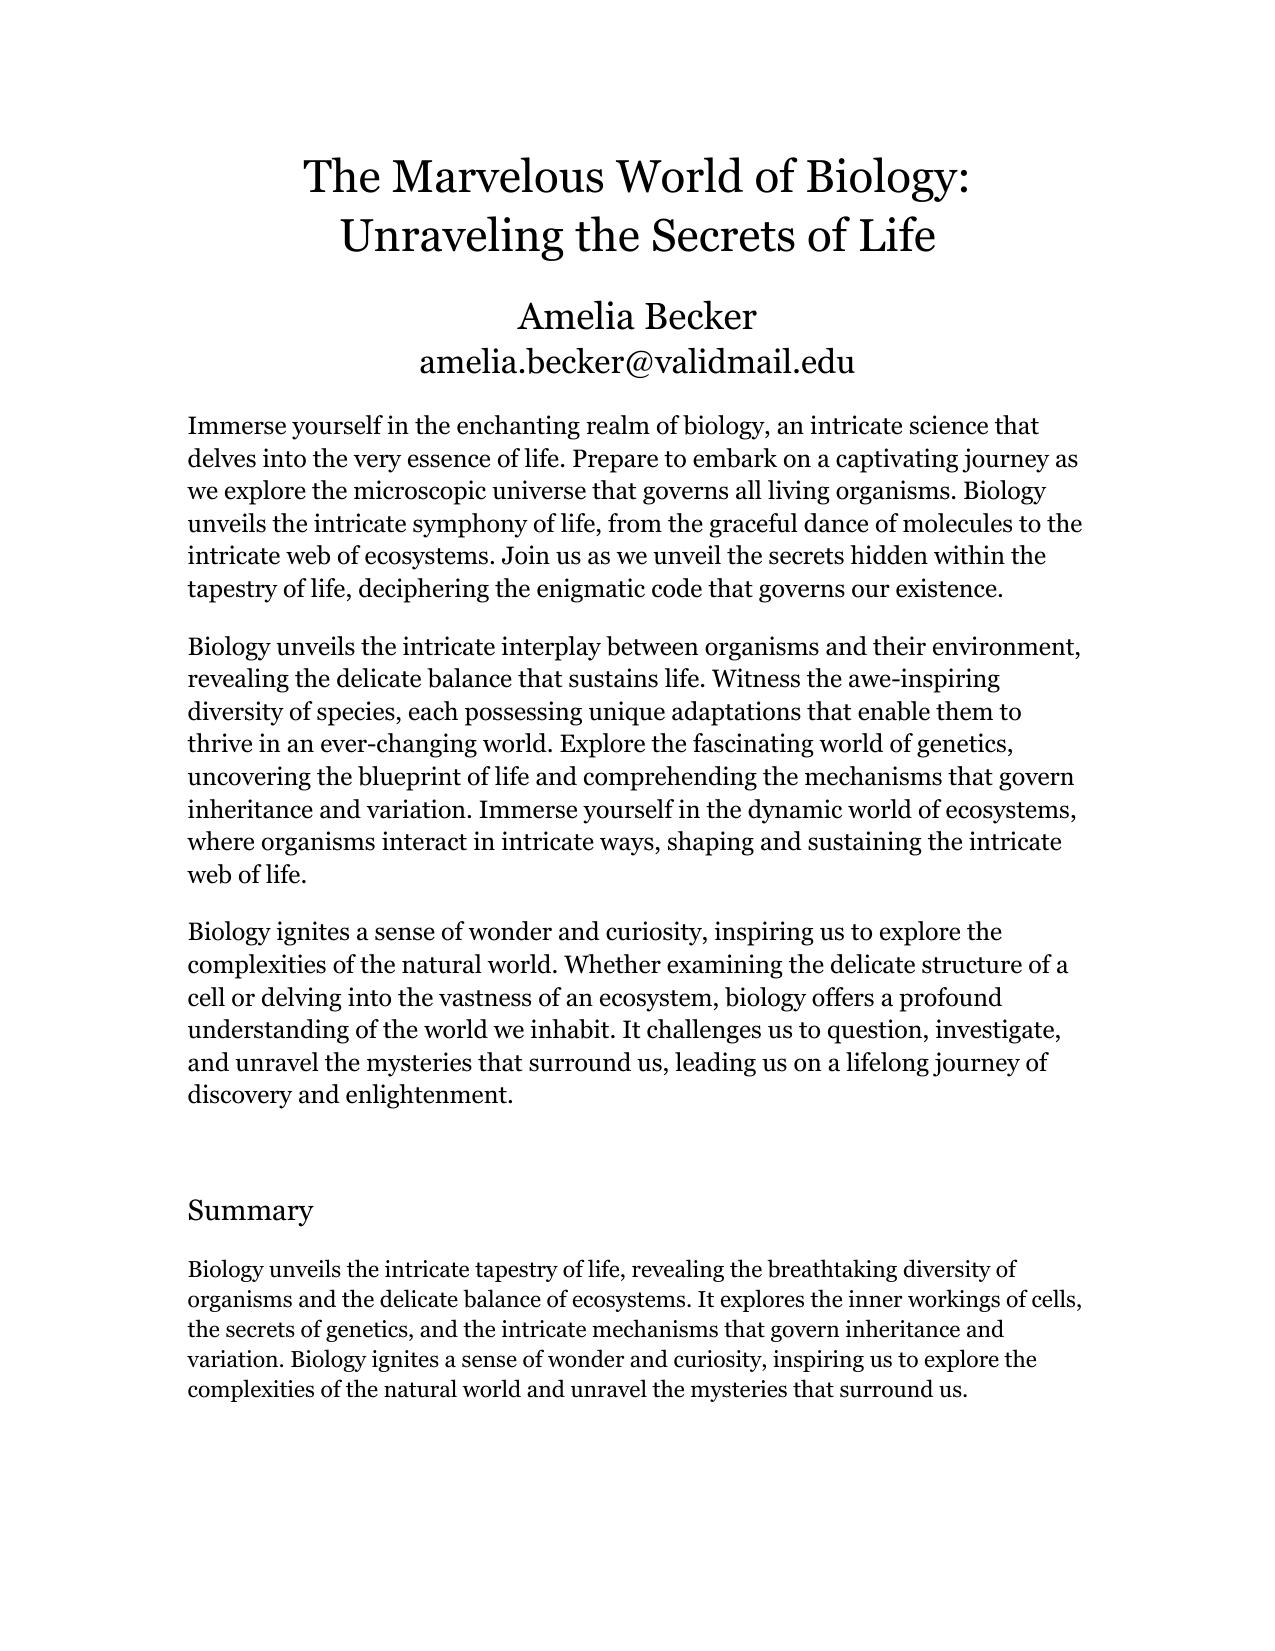 The Marvelous World of Biology:
Unraveling the Secrets of Life
Amelia Becker
amelia.becker@validmail.edu
Immerse yourself in the enchanting realm of biology, an intricate science that
delves into the very essence of life. Prepare to embark on a captivating journey as
we explore the microscopic universe that governs all living organisms. Biology
unveils the intricate symphony of life, from the graceful dance of molecules to the
intricate web of ecosystems. Join us as we unveil the secrets hidden within the
tapestry of life, deciphering the enigmatic code that governs our existence.
Biology unveils the intricate interplay between organisms and their environment,
revealing the delicate balance that sustains life. Witness the awe-inspiring
diversity of species, each possessing unique adaptations that enable them to
thrive in an ever-changing world. Explore the fascinating world of genetics,
uncovering the blueprint of life and comprehending the mechanisms that govern
inheritance and variation. Immerse yourself in the dynamic world of ecosystems,
where organisms interact in intricate ways, shaping and sustaining the intricate
web of life.
Biology ignites a sense of wonder and curiosity, inspiring us to explore the
complexities of the natural world. Whether examining the delicate structure of a
cell or delving into the vastness of an ecosystem, biology offers a profound
understanding of the world we inhabit. It challenges us to question, investigate,
and unravel the mysteries that surround us, leading us on a lifelong journey of
discovery and enlightenment.
Summary
Biology unveils the intricate tapestry of life, revealing the breathtaking diversity of
organisms and the delicate balance of ecosystems. It explores the inner workings of cells,
the secrets of genetics, and the intricate mechanisms that govern inheritance and
variation. Biology ignites a sense of wonder and curiosity, inspiring us to explore the
complexities of the natural world and unravel the mysteries that surround us.